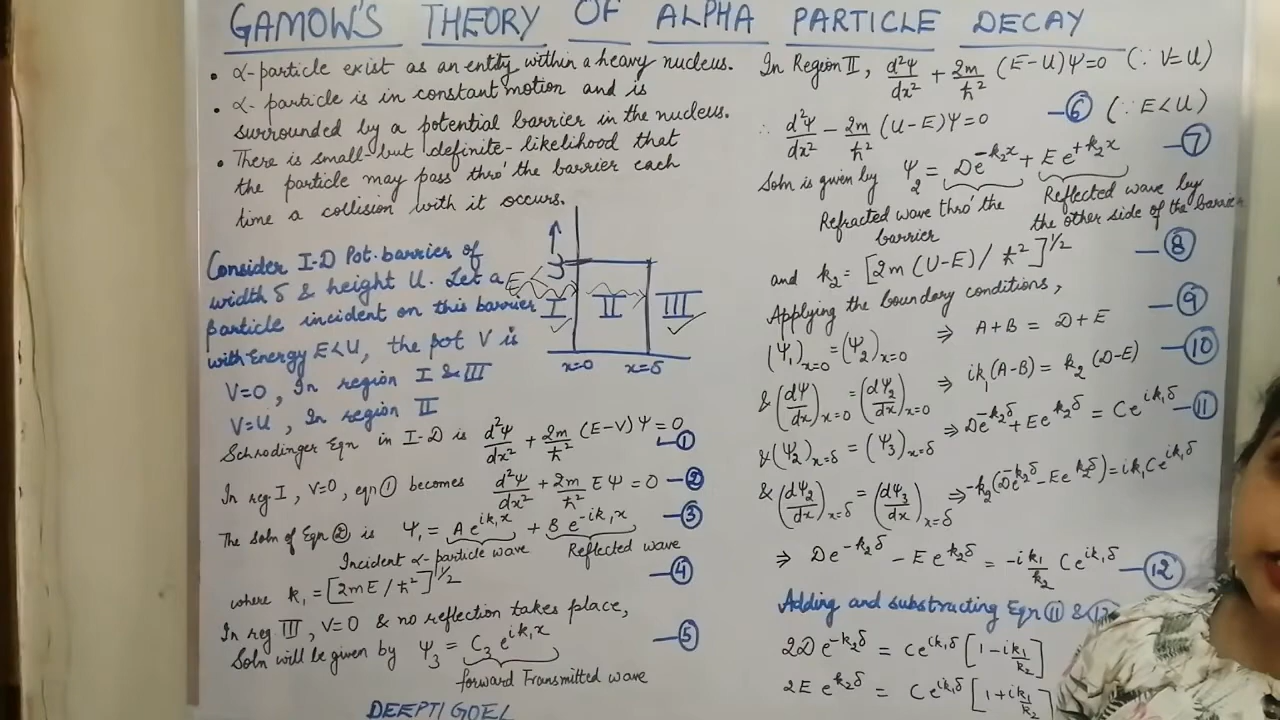 GAMOW'S THEORY OF ALPHA PARTICLE DECAY
• α-particle exist as an entity within a heavy nucleus.
• α- particle is in constant motion and is
surrounded by a potential barrier in the nucleus.
• There is small but definite likelihood that
the particle may pass thro' the barrier each
time a collision with it occurs.
Consider I-D Pot. barrier of
width δ & height U. Let a
particle incident on this barrier
with Energy E<U, the pot V is
V=0, In region I & III
V=U, In region II
E
I II III
x=0 x=δ
Schrodinger Eqn in I-D is d²ψ/dx² + 2m/ħ² (E-V) ψ = 0 —①
In reg I, V=0, eqn ① becomes d²ψ/dx² + 2m/ħ² E ψ = 0 —②
The soln of Eqn ② is ψ₁ = A e^{ik₁x} + B e^{-ik₁x} —③
Incident α-particle wave Reflected wave
where k₁ = [2mE/ħ²]^{1/2} —④
In reg III, V=0 & no reflection takes place,
Soln will be given by ψ₃ = C₃ e^{ik₁x} —⑤
forward Transmitted wave
DEEPTI GOEL
In Region II, d²ψ/dx² + 2m/ħ² (E-U)ψ=0 (∵ V=U)
∴ d²ψ/dx² - 2m/ħ² (U-E)ψ=0 —⑥ (∵ E<U)
Soln is given by ψ₂ = De^{-k₂x} + E e^{+k₂x} —⑦
Refracted wave thro' the barrier
Reflected wave by the other side of the barrier
and k₂ = [2m (U-E)/ħ²]^{1/2} —⑧
Applying the boundary conditions,
(ψ₁)x=0 = (ψ₂)x=0 ⇒ A+B = D+E —⑨
& (dψ/dx)x=0 = (dψ₂/dx)x=0 ⇒ ik₁(A-B) = k₂(D-E) —⑩
& (ψ₂)x=δ = (ψ₃)x=δ ⇒ De^{-k₂δ} + Ee^{k₂δ} = Ce^{ik₁δ} —⑪
& (dψ₂/dx)x=δ = (dψ₃/dx)x=δ ⇒ -k₂(De^{-k₂δ} - Ee^{k₂δ}) = ik₁Ce^{ik₁δ}
⇒ De^{-k₂δ} - Ee^{k₂δ} = -ik₁/k₂ Ce^{ik₁δ} —⑫
Adding and substracting Eqn ⑪ &
2De^{-k₂δ} = Ce^{ik₁δ} [1-ik₁/k₂]
2E e^{k₂δ} = Ce^{ik₁δ} [1+ik₁/k₂]